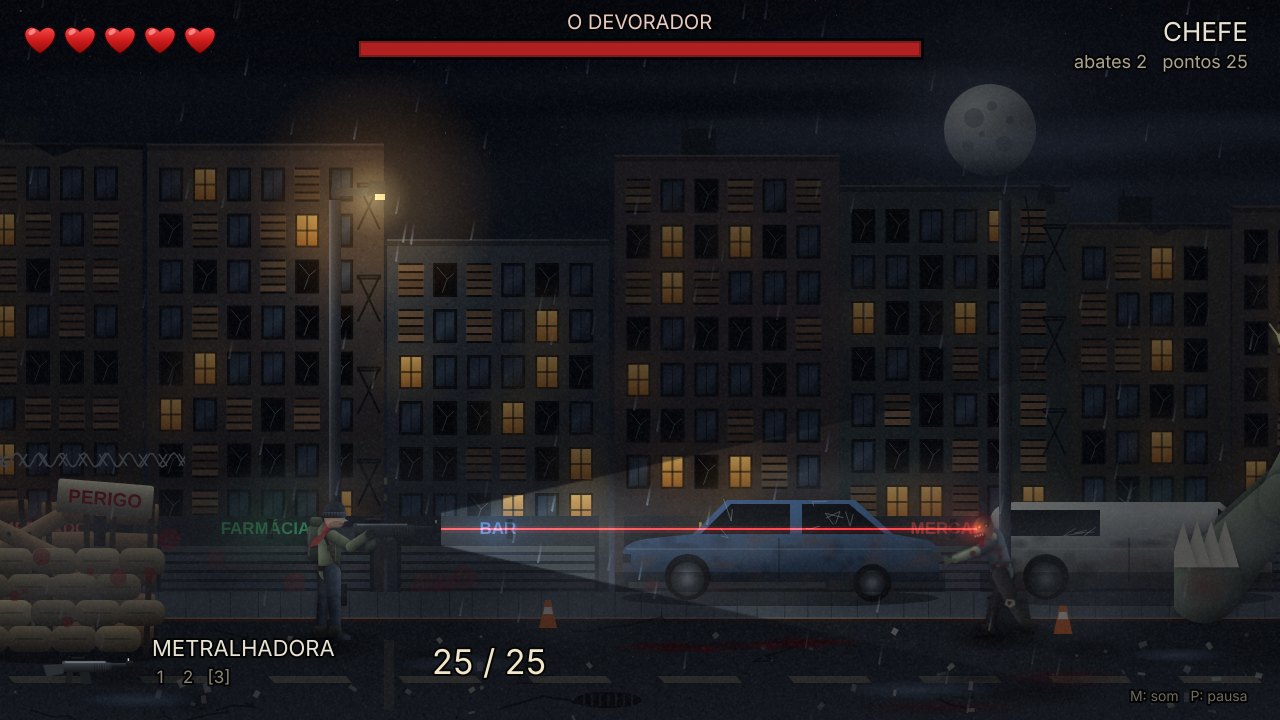 O DEVORADOR
CHEFE
abates 2 pontos 25
PERIGO
FARMÁCIA
BAR
METRALHADORA
1 2 [3]
25 / 25
M: som P: pausa